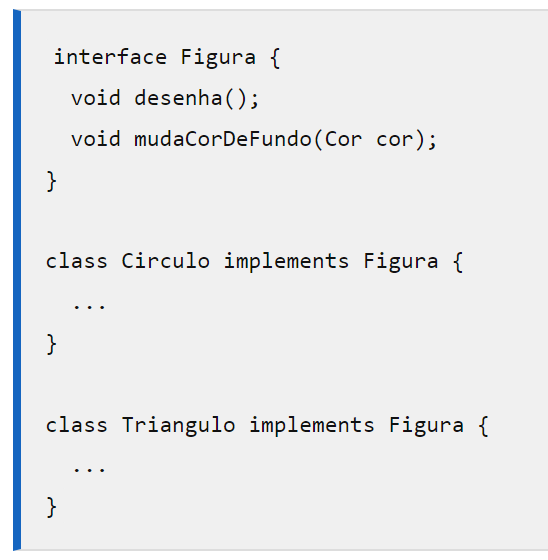 interface Figura {
  void desenha();
  void mudaCorDeFundo(Cor cor);
}

class Circulo implements Figura {
  ...
}

class Triangulo implements Figura {
  ...
}